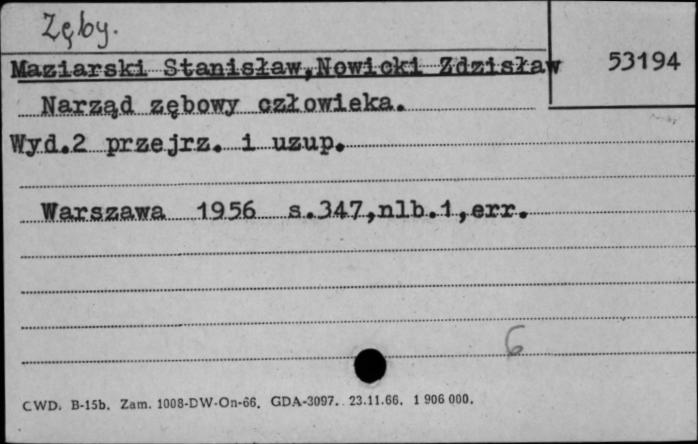 Zęby.
53194
Maziarski Stanisław,Nowicki Zdzisław
Narząd zębowy człowieka.
Wyd.2 przejrz. i uzup.
Warszawa 1956 s.347,nlb.1,err.
6
CWD. B-15b. Zam. 1008-DW-On-66. GDA-3097. 23.11.66. 1 906 000.